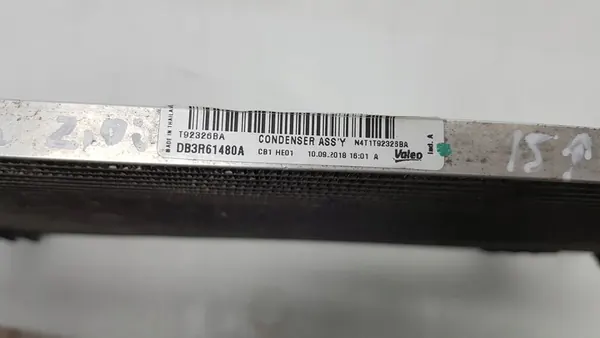 MADE IN THAILAND
T92326BA
CONDENSER ASS'Y
N4T1T92326BA
DB3R61480A
CB1 HE01
10.09.2018 16:01 A
Valeo
Ind. A
2,0
15↑